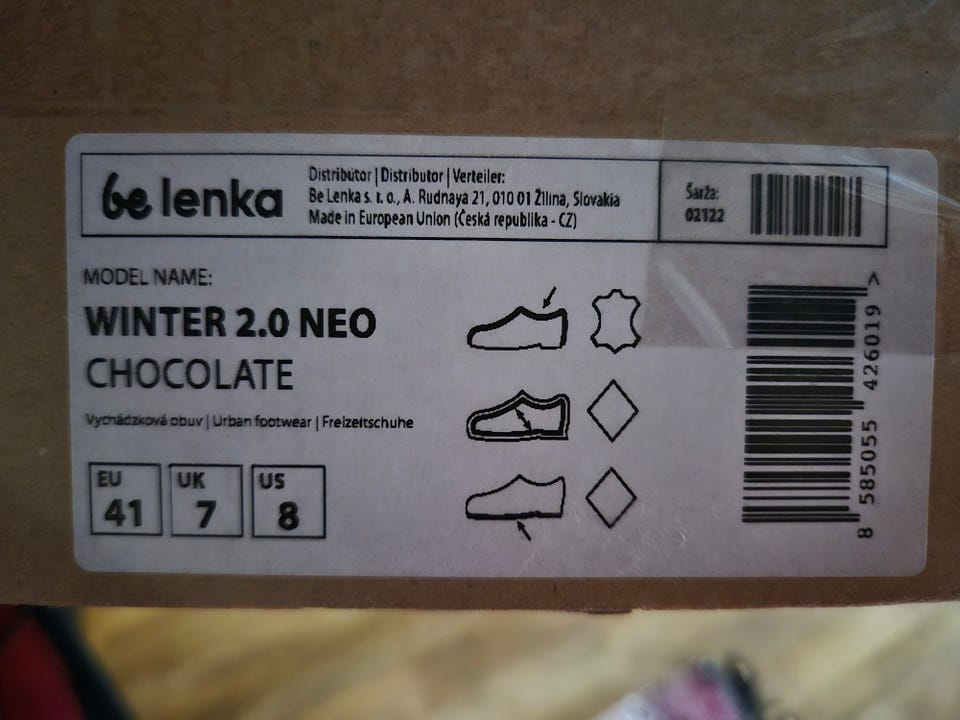 be lenka
Distribútor | Distributor | Verteiler:
Be Lenka s. r. o., A. Rudnaya 21, 010 01 Žilina, Slovakia
Made in European Union (Česká republika - CZ)
Šarža:
02122
MODEL NAME:
WINTER 2.0 NEO
CHOCOLATE
Vychádzková obuv | Urban footwear | Freizeitschuhe
EU
41
UK
7
US
8
8 585055 426019 >